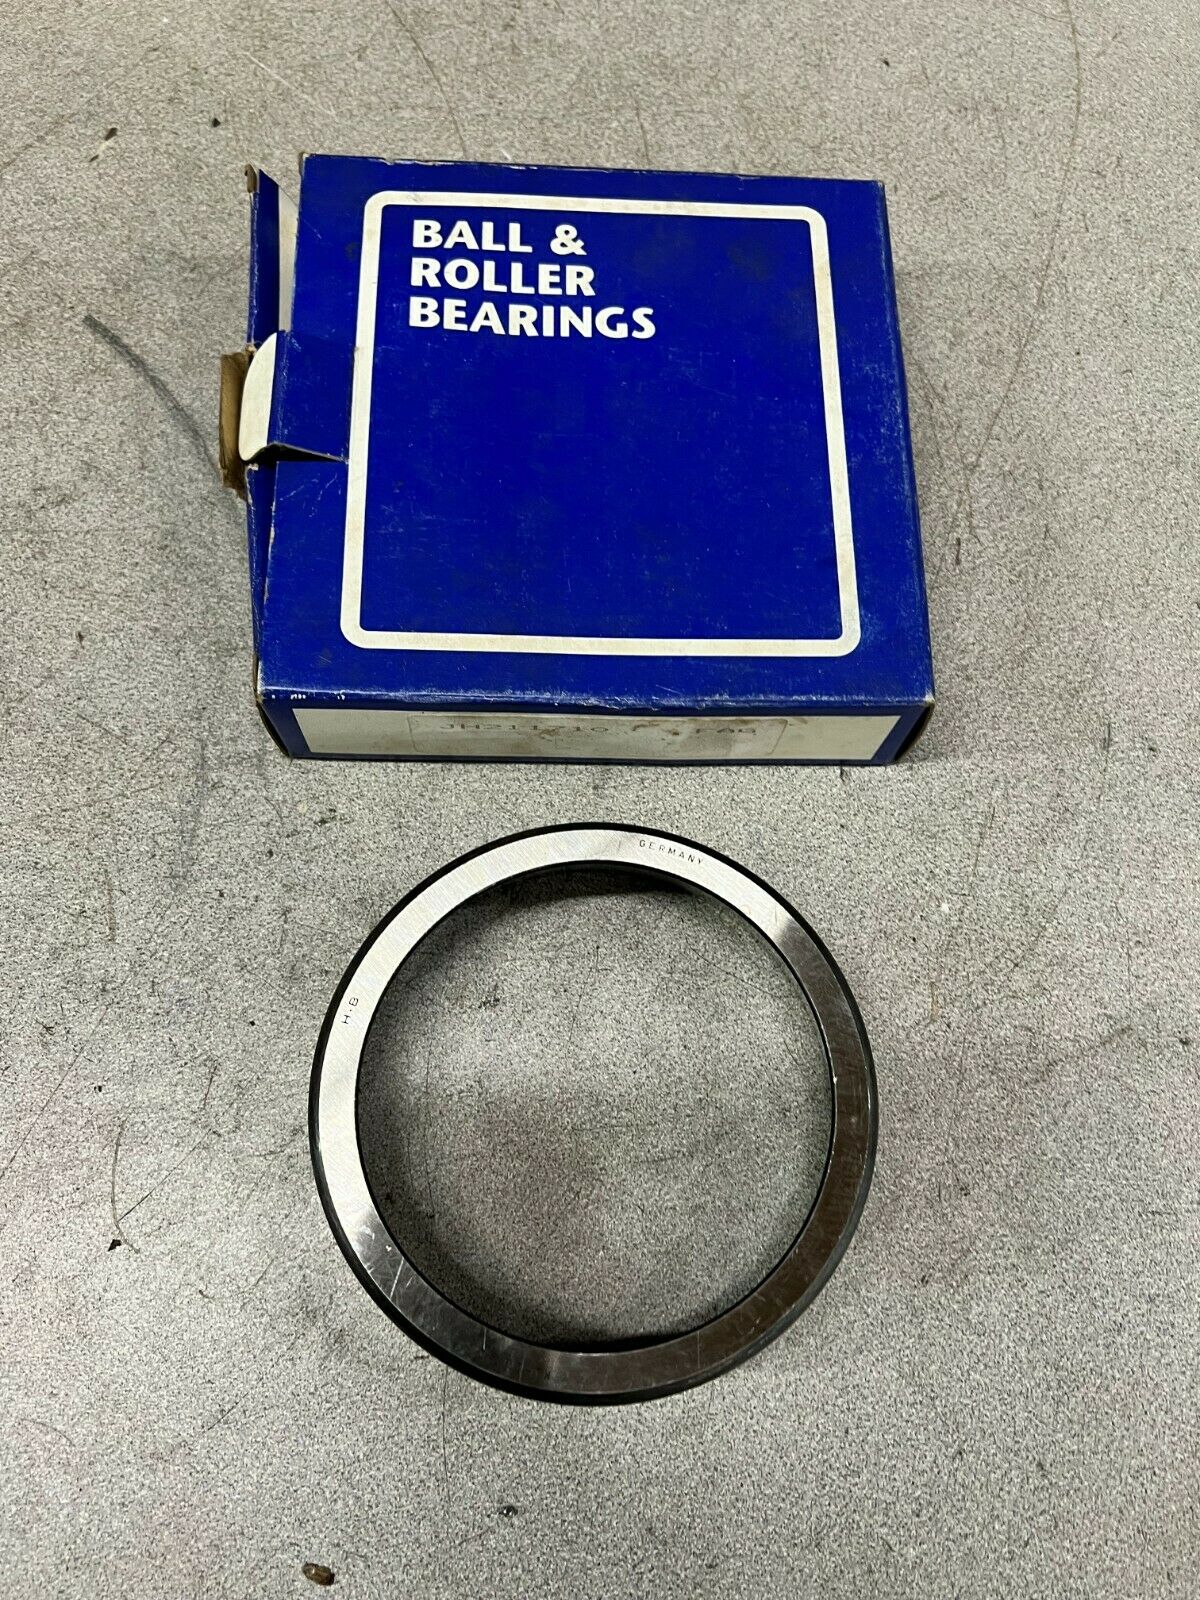 BALL &
ROLLER
BEARINGS
GERMANY
H.B